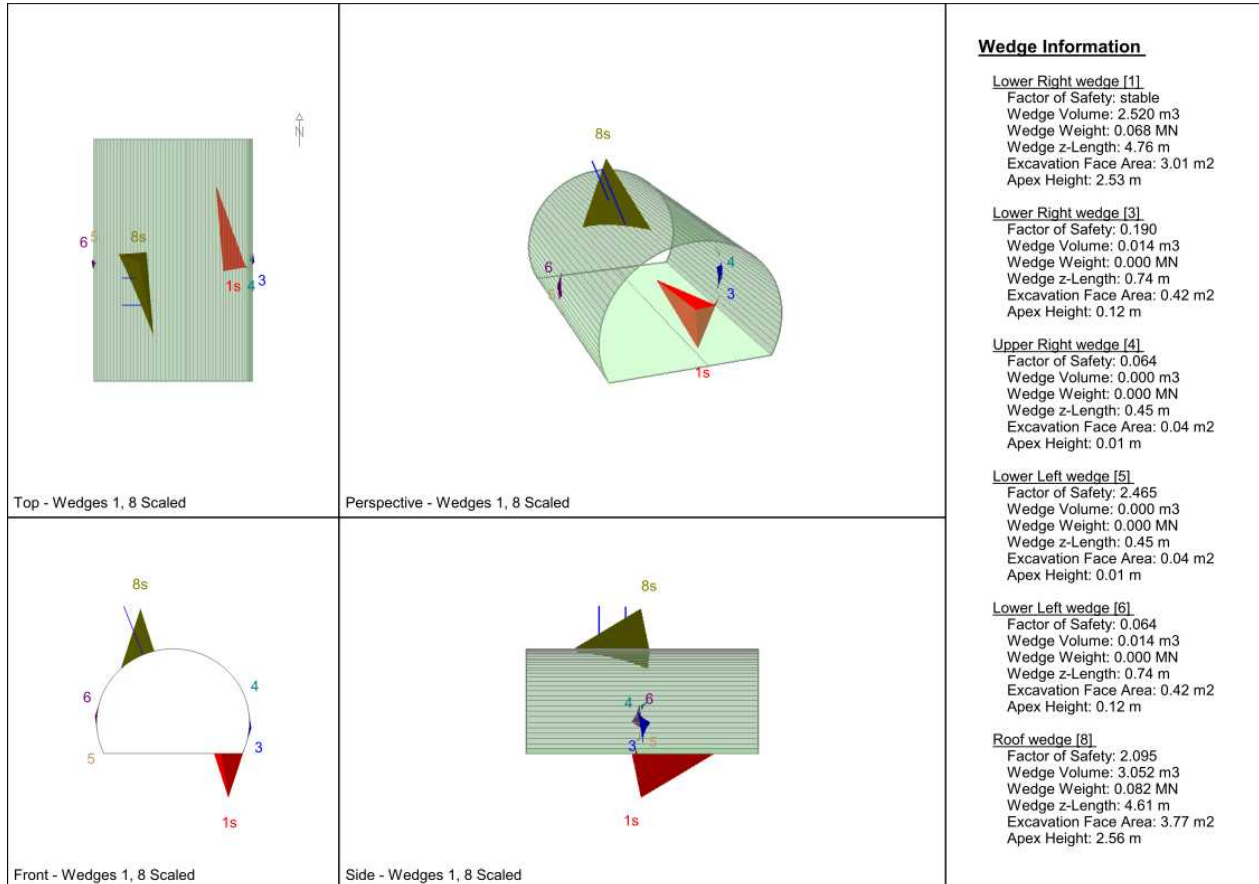 8s
6
5
8s
1s
4
3
N
Top - Wedges 1, 8 Scaled
8s
6
5
4
3
1s
Perspective - Wedges 1, 8 Scaled
8s
6
5
4
3
1s
Front - Wedges 1, 8 Scaled
8s
4
6
3
5
1s
Side - Wedges 1, 8 Scaled
Wedge Information
Lower Right wedge [1]
Factor of Safety: stable
Wedge Volume: 2.520 m3
Wedge Weight: 0.068 MN
Wedge z-Length: 4.76 m
Excavation Face Area: 3.01 m2
Apex Height: 2.53 m
Lower Right wedge [3]
Factor of Safety: 0.190
Wedge Volume: 0.014 m3
Wedge Weight: 0.000 MN
Wedge z-Length: 0.74 m
Excavation Face Area: 0.42 m2
Apex Height: 0.12 m
Upper Right wedge [4]
Factor of Safety: 0.064
Wedge Volume: 0.000 m3
Wedge Weight: 0.000 MN
Wedge z-Length: 0.45 m
Excavation Face Area: 0.04 m2
Apex Height: 0.01 m
Lower Left wedge [5]
Factor of Safety: 2.465
Wedge Volume: 0.000 m3
Wedge Weight: 0.000 MN
Wedge z-Length: 0.45 m
Excavation Face Area: 0.04 m2
Apex Height: 0.01 m
Lower Left wedge [6]
Factor of Safety: 0.064
Wedge Volume: 0.014 m3
Wedge Weight: 0.000 MN
Wedge z-Length: 0.74 m
Excavation Face Area: 0.42 m2
Apex Height: 0.12 m
Roof wedge [8]
Factor of Safety: 2.095
Wedge Volume: 3.052 m3
Wedge Weight: 0.082 MN
Wedge z-Length: 4.61 m
Excavation Face Area: 3.77 m2
Apex Height: 2.56 m